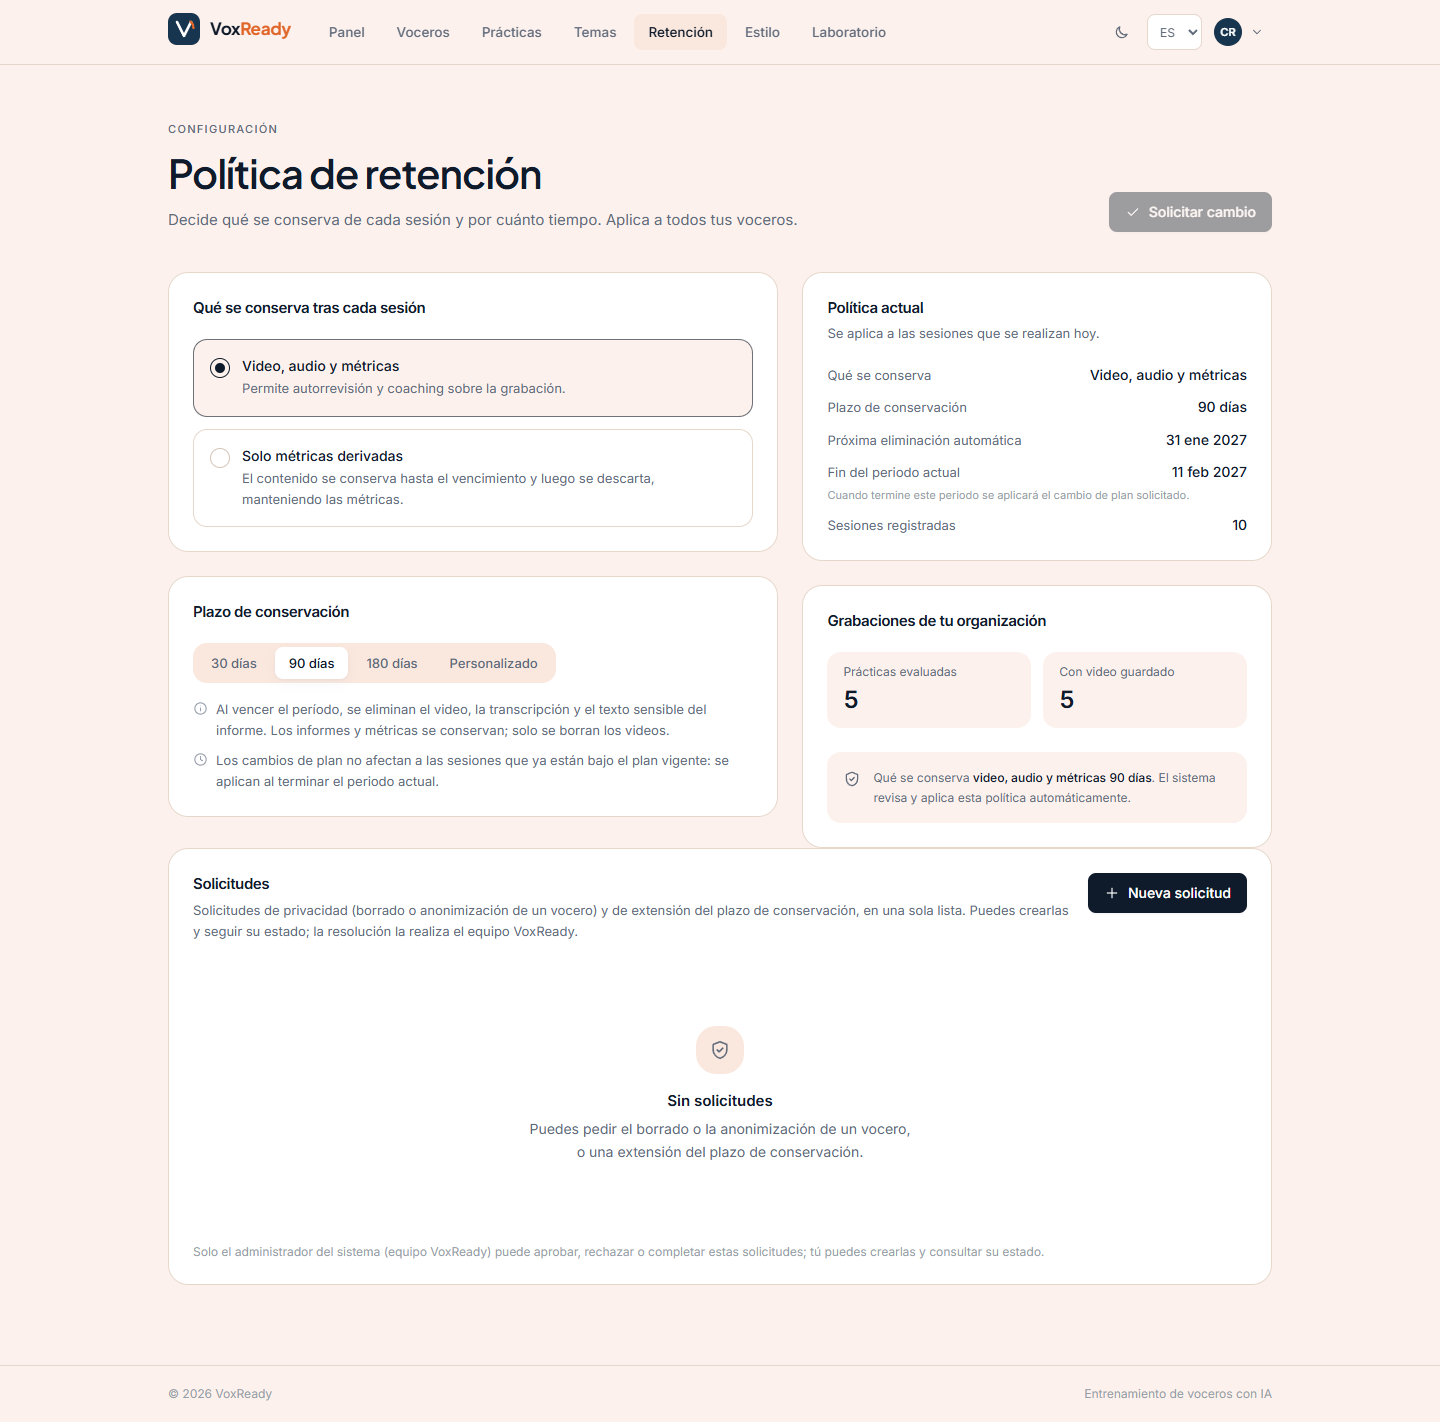 VoxReady
Panel
Voceros
Prácticas
Temas
Retención
Estilo
Laboratorio
ES
CR
CONFIGURACIÓN
Política de retención
Decide qué se conserva de cada sesión y por cuánto tiempo. Aplica a todos tus voceros.
Solicitar cambio
Qué se conserva tras cada sesión
Video, audio y métricas
Permite autorrevisión y coaching sobre la grabación.
Solo métricas derivadas
El contenido se conserva hasta el vencimiento y luego se descarta,
manteniendo las métricas.
Plazo de conservación
30 días
90 días
180 días
Personalizado
Al vencer el período, se eliminan el video, la transcripción y el texto sensible del
informe. Los informes y métricas se conservan; solo se borran los videos.
Los cambios de plan no afectan a las sesiones que ya están bajo el plan vigente: se
aplican al terminar el periodo actual.
Política actual
Se aplica a las sesiones que se realizan hoy.
Qué se conserva Video, audio y métricas
Plazo de conservación 90 días
Próxima eliminación automática 31 ene 2027
Fin del periodo actual 11 feb 2027
Cuando termine este periodo se aplicará el cambio de plan solicitado.
Sesiones registradas 10
Grabaciones de tu organización
Prácticas evaluadas
5
Con video guardado
5
Qué se conserva video, audio y métricas 90 días. El sistema
revisa y aplica esta política automáticamente.
Solicitudes
Solicitudes de privacidad (borrado o anonimización de un vocero) y de extensión del plazo de conservación, en una sola lista. Puedes crearlas
y seguir su estado; la resolución la realiza el equipo VoxReady.
Nueva solicitud
Sin solicitudes
Puedes pedir el borrado o la anonimización de un vocero,
o una extensión del plazo de conservación.
Solo el administrador del sistema (equipo VoxReady) puede aprobar, rechazar o completar estas solicitudes; tú puedes crearlas y consultar su estado.
© 2026 VoxReady
Entrenamiento de voceros con IA